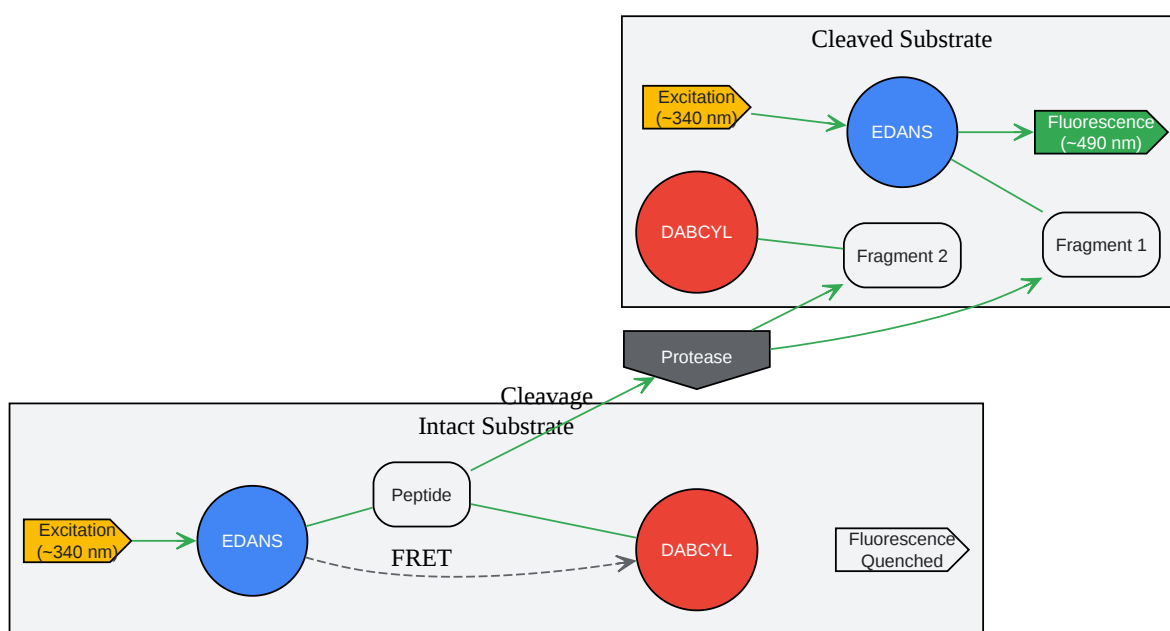 Cleaved Substrate
Excitation
(~340 nm)
EDANS
Fluorescence
(~490 nm)
DABCYL
Fragment 2
Fragment 1
Protease
Cleavage
Intact Substrate
Peptide
Excitation
(~340 nm)
EDANS
FRET
DABCYL
Fluorescence
Quenched